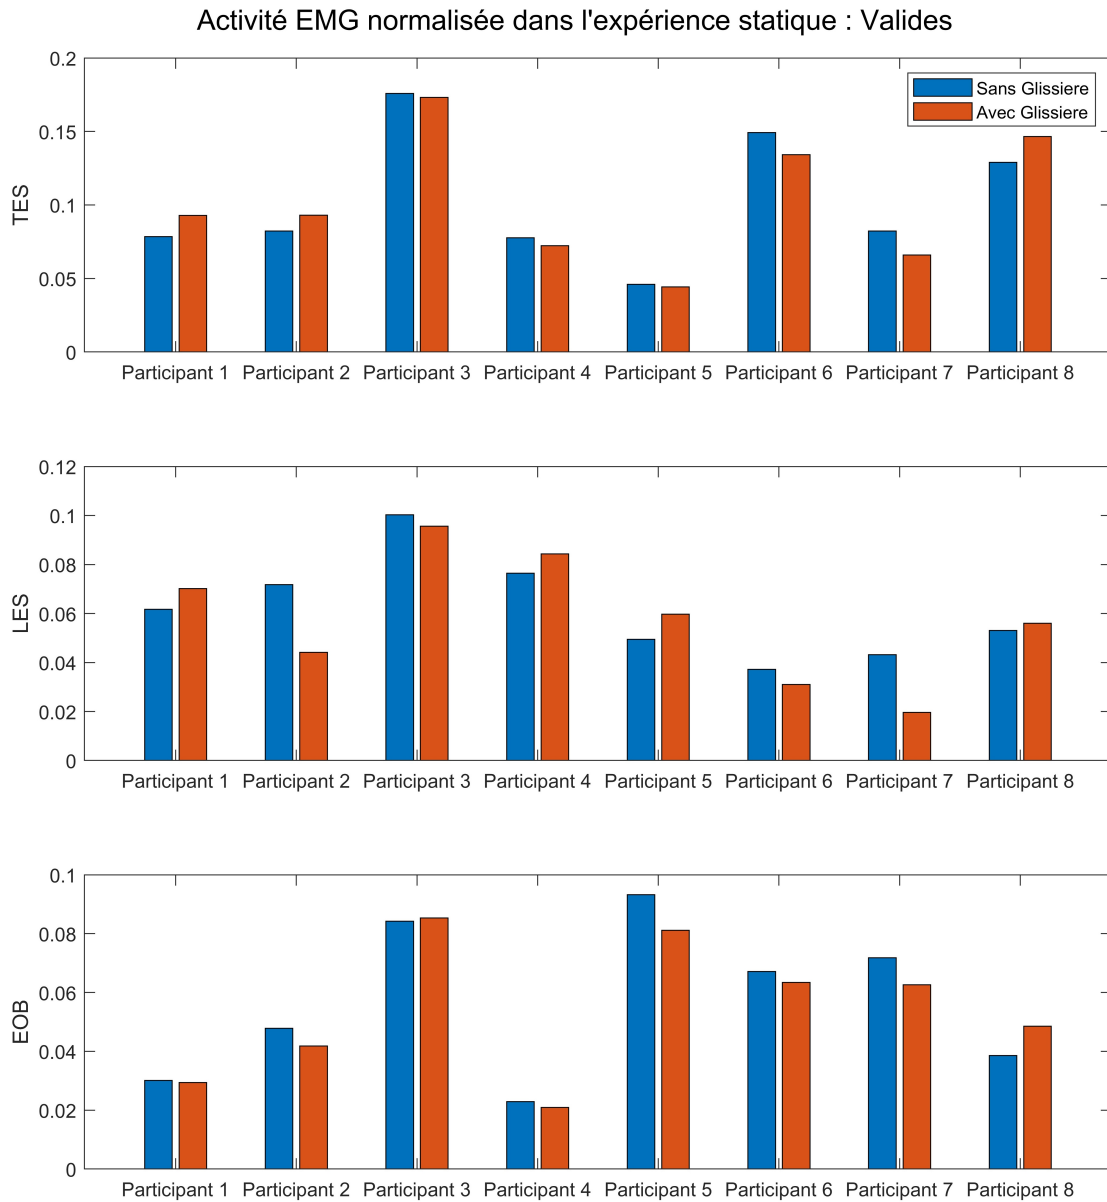 Activité EMG normalisée dans l'expérience statique : Valides
0.2
0.15
0.1
0.05
0
TES
Sans Glissiere
Avec Glissiere
Participant 1 Participant 2 Participant 3 Participant 4 Participant 5 Participant 6 Participant 7 Participant 8
0.12
0.1
0.08
0.06
0.04
0.02
0
LES
Participant 1 Participant 2 Participant 3 Participant 4 Participant 5 Participant 6 Participant 7 Participant 8
0.1
0.08
0.06
0.04
0.02
0
EOB
Participant 1 Participant 2 Participant 3 Participant 4 Participant 5 Participant 6 Participant 7 Participant 8